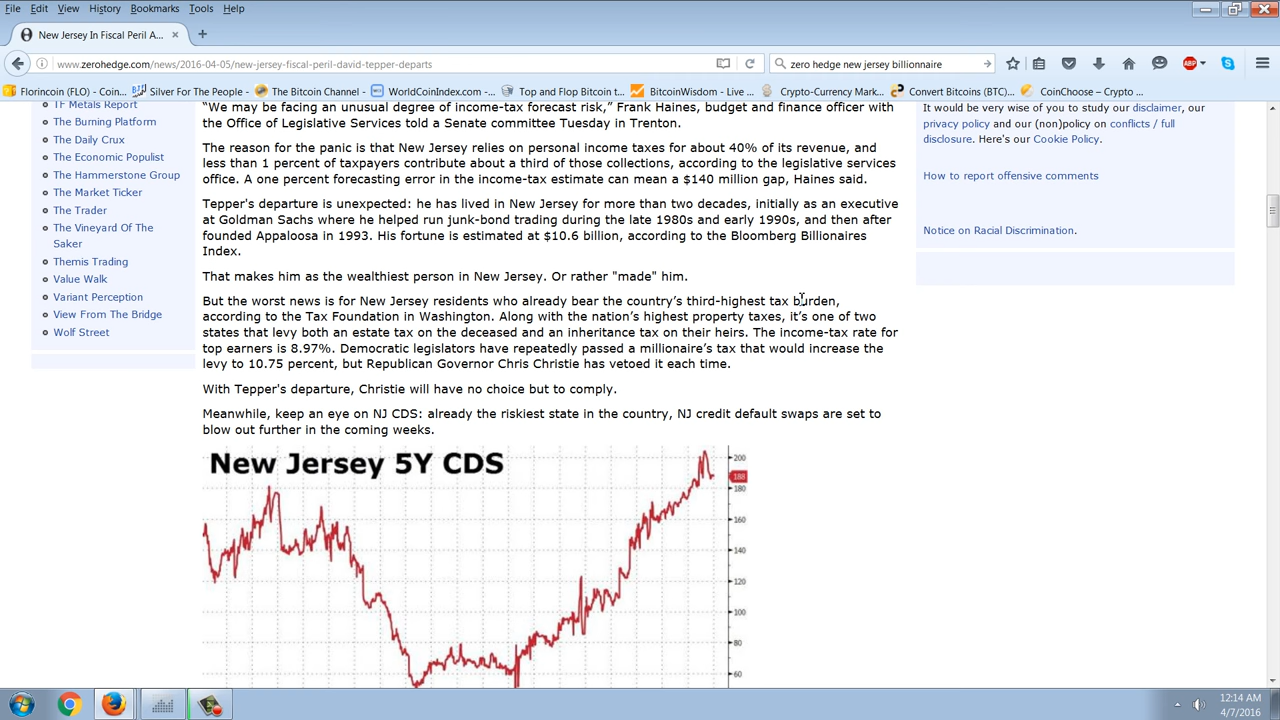 File Edit View History Bookmarks Tools Help
New Jersey In Fiscal Peril A...
www.zerohedge.com/news/2016-04-05/new-jersey-fiscal-peril-david-tepper-departs
zero hedge new jersey billionnaire
ABP
Florincoin (FLO) - Coin... Silver For The People - ... The Bitcoin Channel - ... WorldCoinIndex.com - ... Top and Flop Bitcoin t... BitcoinWisdom - Live ... Crypto-Currency Mark... Convert Bitcoins (BTC)... CoinChoose – Crypto ...
TF Metals Report
The Burning Platform
The Daily Crux
The Economic Populist
The Hammerstone Group
The Market Ticker
The Trader
The Vineyard Of The
Saker
Themis Trading
Value Walk
Variant Perception
View From The Bridge
Wolf Street
“We may be facing an unusual degree of income-tax forecast risk,” Frank Haines, budget and finance officer with
the Office of Legislative Services told a Senate committee Tuesday in Trenton.
The reason for the panic is that New Jersey relies on personal income taxes for about 40% of its revenue, and
less than 1 percent of taxpayers contribute about a third of those collections, according to the legislative services
office. A one percent forecasting error in the income-tax estimate can mean a $140 million gap, Haines said.
Tepper's departure is unexpected: he has lived in New Jersey for more than two decades, initially as an executive
at Goldman Sachs where he helped run junk-bond trading during the late 1980s and early 1990s, and then after
founded Appaloosa in 1993. His fortune is estimated at $10.6 billion, according to the Bloomberg Billionaires
Index.
That makes him as the wealthiest person in New Jersey. Or rather "made" him.
But the worst news is for New Jersey residents who already bear the country’s third-highest tax burden,
according to the Tax Foundation in Washington. Along with the nation’s highest property taxes, it’s one of two
states that levy both an estate tax on the deceased and an inheritance tax on their heirs. The income-tax rate for
top earners is 8.97%. Democratic legislators have repeatedly passed a millionaire’s tax that would increase the
levy to 10.75 percent, but Republican Governor Chris Christie has vetoed it each time.
With Tepper's departure, Christie will have no choice but to comply.
Meanwhile, keep an eye on NJ CDS: already the riskiest state in the country, NJ credit default swaps are set to
blow out further in the coming weeks.
New Jersey 5Y CDS
200
188
180
160
140
120
100
80
60
It would be very wise of you to study our disclaimer, our
privacy policy and our (non)policy on conflicts / full
disclosure. Here's our Cookie Policy.
How to report offensive comments
Notice on Racial Discrimination.
12:14 AM
4/7/2016